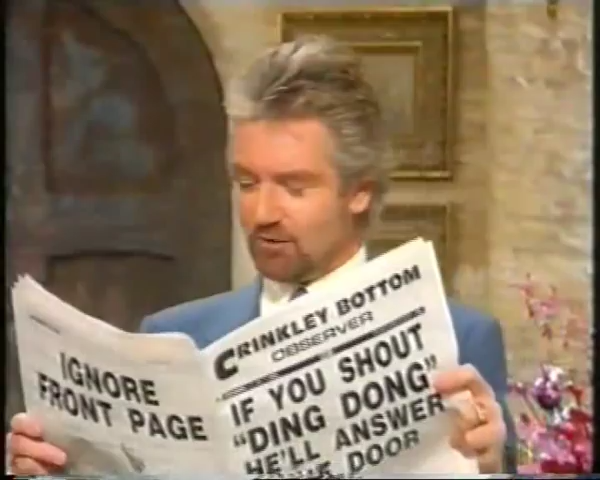 IGNORE
FRONT PAGE
CRINKLEY BOTTOM
OBSERVER
IF YOU SHOUT
"DING DONG"
HE'LL ANSWER
DOOR